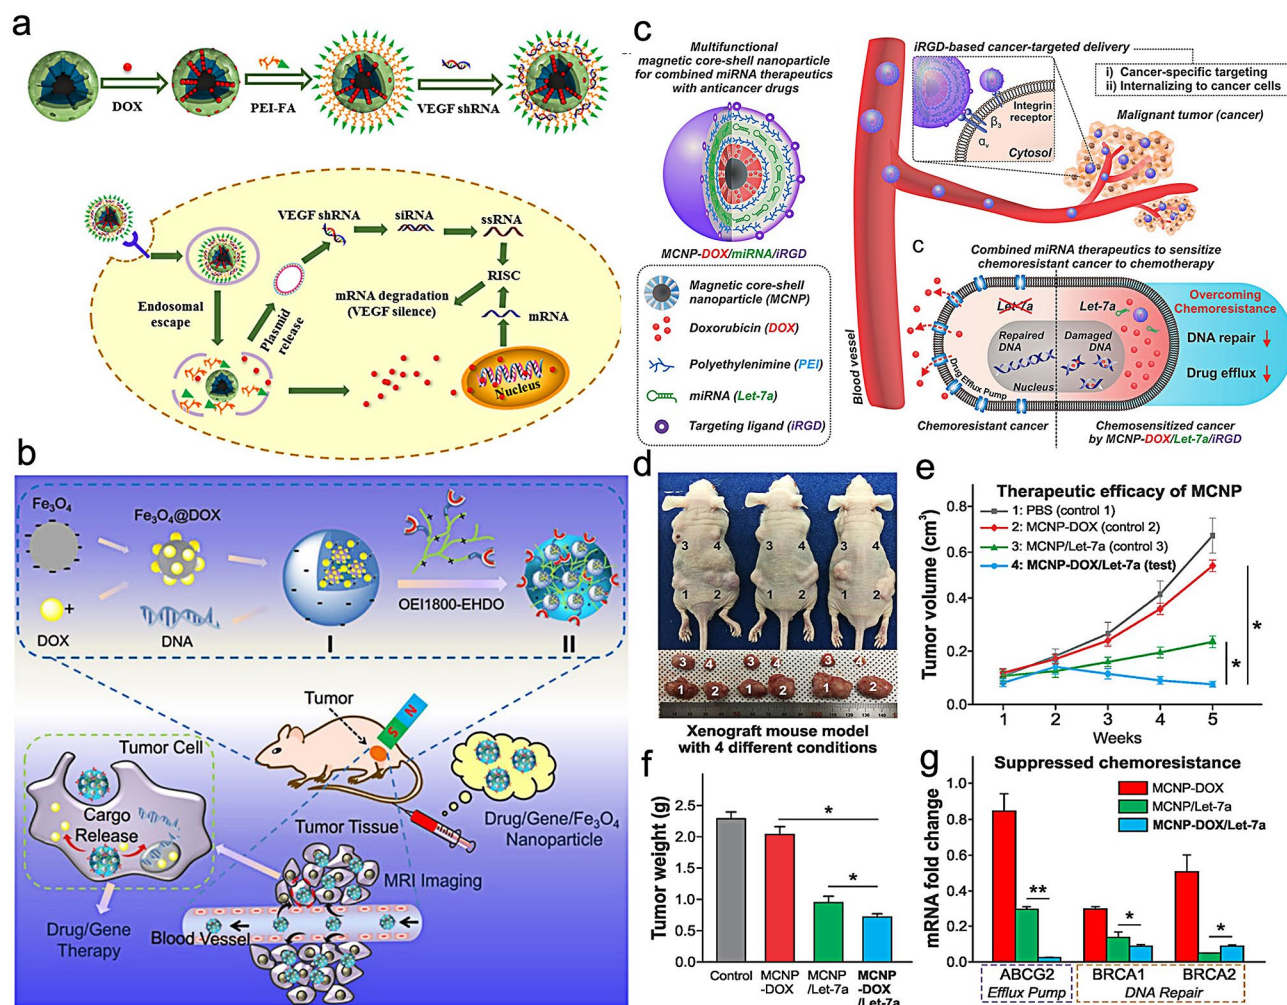 a
DOX
PEI-FA
VEGF shRNA
VEGF shRNA
siRNA
ssRNA
RISC
mRNA degradation
(VEGF silence)
mRNA
Endosomal
escape
Plasmid
release
Nucleus
b
Fe₃O₄
Fe₃O₄@DOX
DOX
+
DNA
I
OEI1800-EHDO
II
Tumor
S N
Tumor Cell
Cargo
Release
Drug/Gene/Fe₃O₄
Nanoparticle
Tumor Tissue
MRI Imaging
Blood Vessel
Drug/Gene
Therapy
c
Multifunctional
magnetic core-shell nanoparticle
for combined miRNA therapeutics
with anticancer drugs
MCNP-DOX/miRNA/iRGD
Magnetic core-shell
nanoparticle (MCNP)
Doxorubicin (DOX)
Polyethylenimine (PEI)
miRNA (Let-7a)
Targeting ligand (iRGD)
iRGD-based cancer-targeted delivery
i) Cancer-specific targeting
ii) Internalizing to cancer cells
Integrin
receptor
β₃
αᵥ
Cytosol
Malignant tumor (cancer)
Blood vessel
c
Combined miRNA therapeutics to sensitize
chemoresistant cancer to chemotherapy
Let-7a
Let-7a
Repaired
DNA
Damaged
DNA
Nucleus
Drug Efflux Pump
Overcoming
Chemoresistance
DNA repair
Drug efflux
Chemoresistant cancer
Chemosensitized cancer
by MCNP-DOX/Let-7a/iRGD
d
3 4 3 4 3 4
1 2 1 2 1 2
3 4 3 4 3 4
1 2 1 2 1 2
Xenograft mouse model
with 4 different conditions
e
Therapeutic efficacy of MCNP
1: PBS (control 1)
2: MCNP-DOX (control 2)
3: MCNP/Let-7a (control 3)
4: MCNP-DOX/Let-7a (test)
Tumor volume (cm³)
0.8
0.6
0.4
0.2
0.0
*
*
1 2 3 4 5
Weeks
f
Tumor weight (g)
2.5
2.0
1.5
1.0
0.5
0.0
*
*
Control
MCNP
-DOX
MCNP
/Let-7a
MCNP
-DOX
/Let-7a
g
Suppressed chemoresistance
MCNP-DOX
MCNP/Let-7a
MCNP-DOX/Let-7a
mRNA fold change
1.0
0.8
0.6
0.4
0.2
0
**
*
*
ABCG2
BRCA1
BRCA2
Efflux Pump
DNA Repair